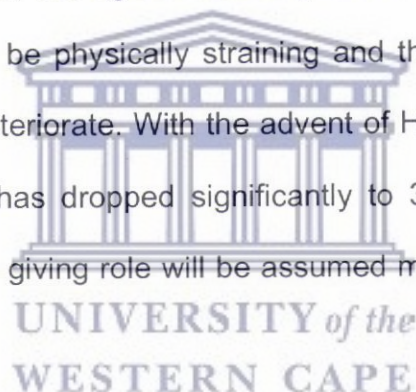 be physically straining and th
teriorate. With the advent of H
has dropped significantly to 3
giving role will be assumed m
UNIVERSITY of the
WESTERN CAPE